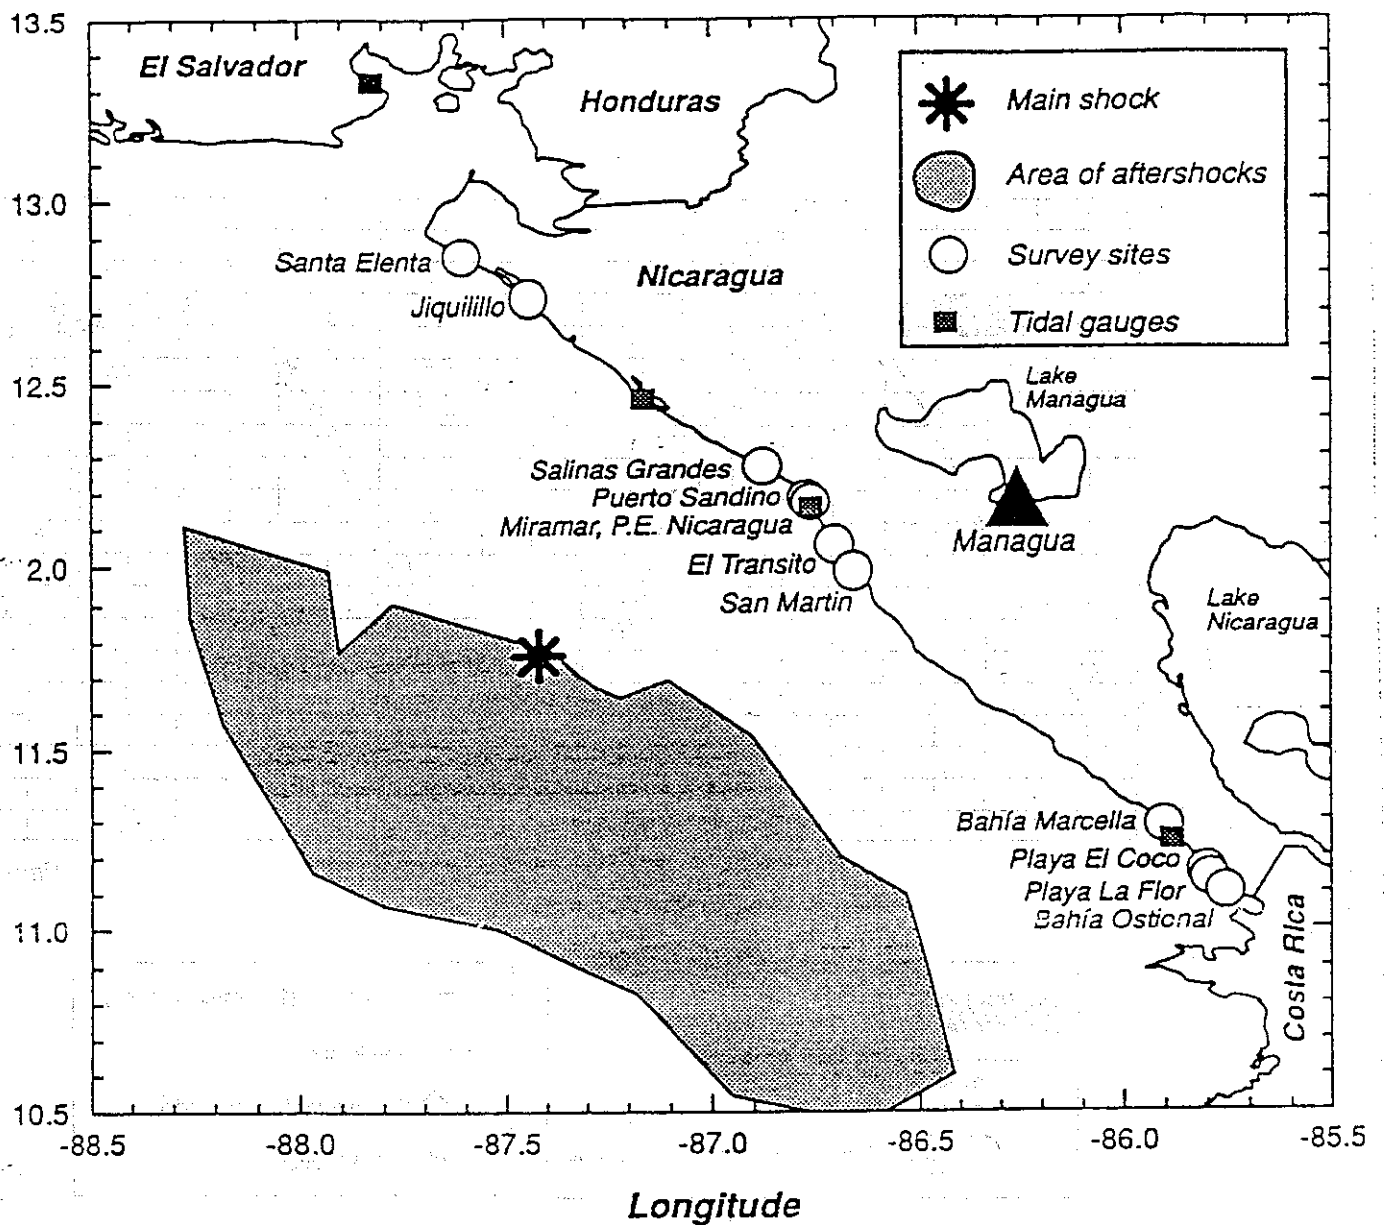 13.5
El Salvador
Honduras
Main shock
Area of aftershocks
Survey sites
Tidal gauges
13.0
Santa Elenta
Nicaragua
Jiquilillo
12.5
Lake
Managua
Salinas Grandes
Puerto Sandino
Miramar, P.E. Nicaragua
Managua
El Transito
San Martin
2.0
Lake
Nicaragua
11.5
Bahía Marcella
Playa El Coco
Playa La Flor
Bahía Ostional
11.0
Costa Rica
10.5
-88.5
-88.0
-87.5
-87.0
-86.5
-86.0
-85.5
Longitude